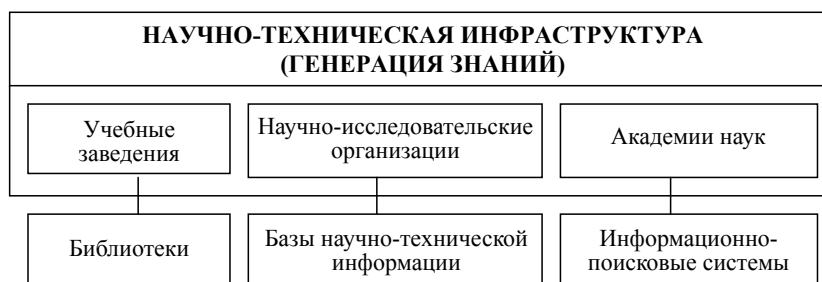 НАУЧНО-ТЕХНИЧЕСКАЯ ИНФРАСТРУКТУРА
(ГЕНЕРАЦИЯ ЗНАНИЙ)
Учебные
заведения
Научно-исследовательские
организации
Академии наук
Библиотеки
Базы научно-технической
информации
Информационно-
поисковые системы